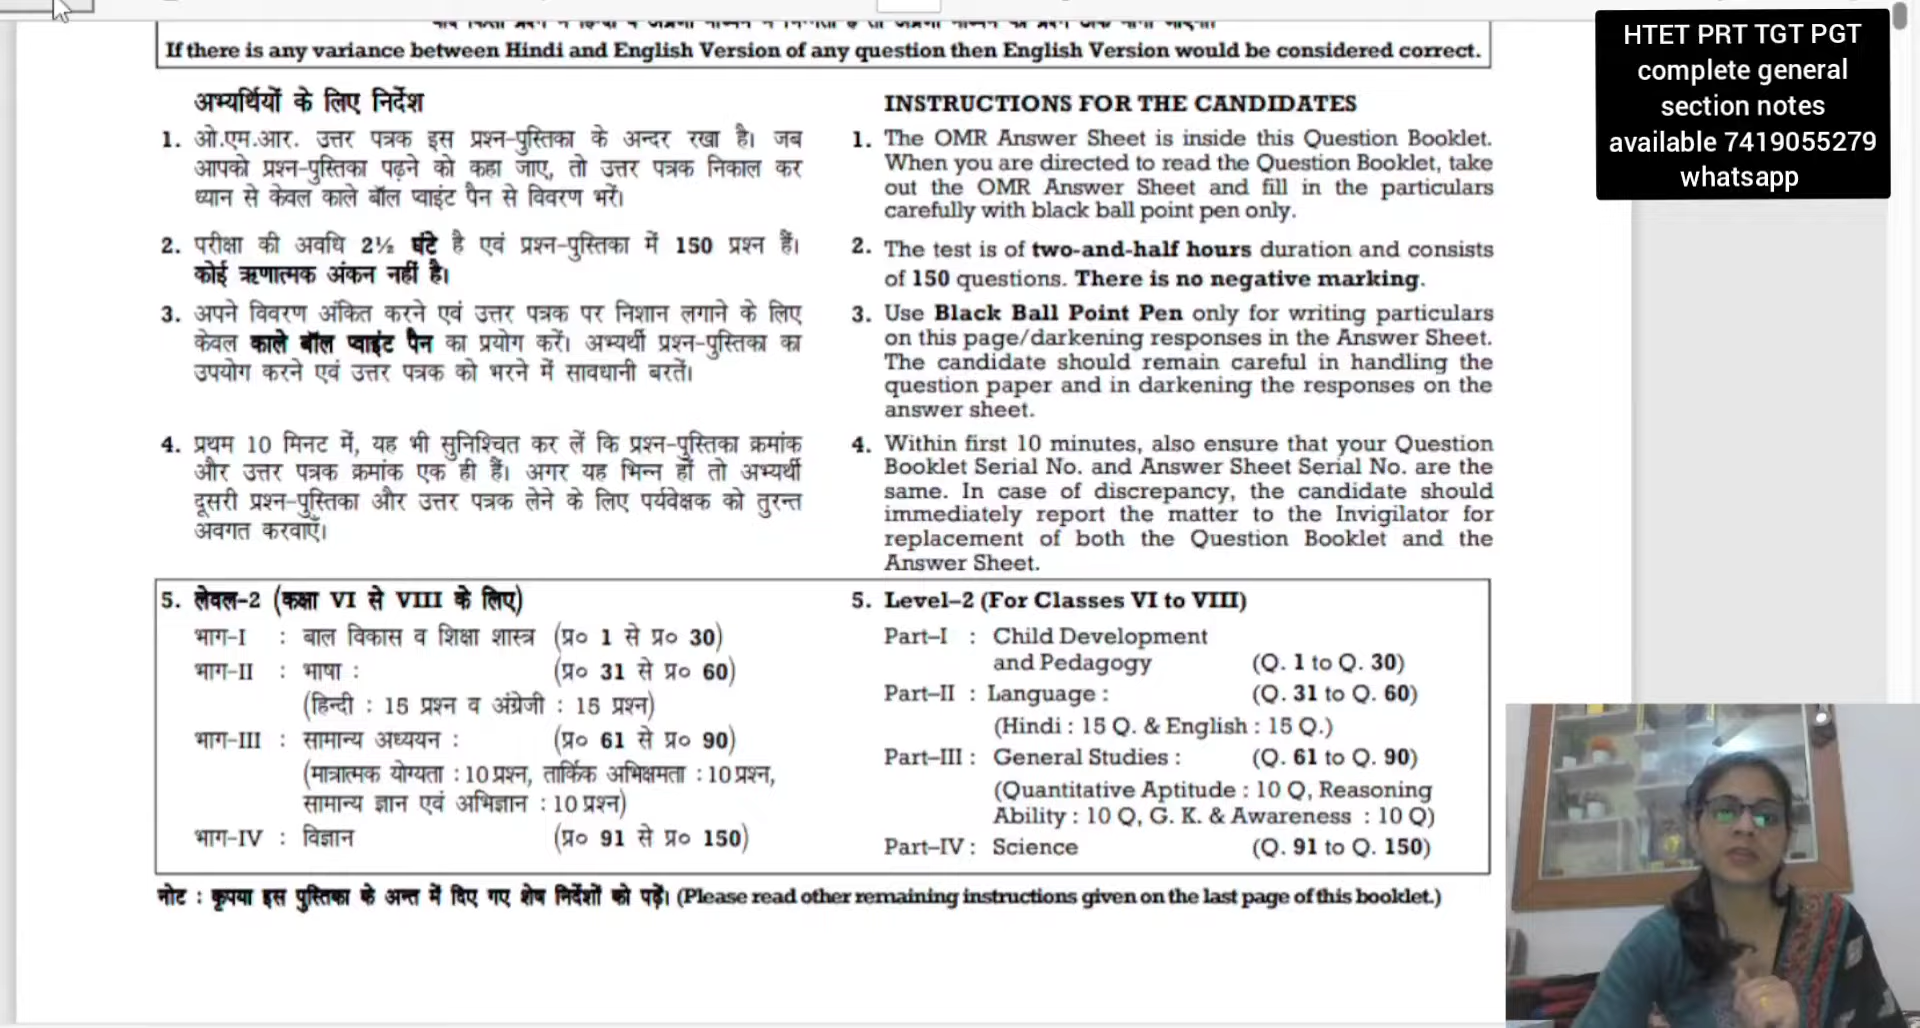 If there is any variance between Hindi and English Version of any question then English Version would be considered correct.
अभ्यर्थियों के लिए निर्देश
1. ओ.एम.आर. उत्तर पत्रक इस प्रश्न-पुस्तिका के अन्दर रखा है। जब
आपको प्रश्न-पुस्तिका पढ़ने को कहा जाए, तो उत्तर पत्रक निकाल कर
ध्यान से केवल काले बॉल प्वाइंट पैन से विवरण भरें।
2. परीक्षा की अवधि 2½ घंटे है एवं प्रश्न-पुस्तिका में 150 प्रश्न हैं।
कोई ऋणात्मक अंकन नहीं है।
3. अपने विवरण अंकित करने एवं उत्तर पत्रक पर निशान लगाने के लिए
केवल काले बॉल प्वाइंट पैन का प्रयोग करें। अभ्यर्थी प्रश्न-पुस्तिका का
उपयोग करने एवं उत्तर पत्रक को भरने में सावधानी बरतें।
4. प्रथम 10 मिनट में, यह भी सुनिश्चित कर लें कि प्रश्न-पुस्तिका क्रमांक
और उत्तर पत्रक क्रमांक एक ही हैं। अगर यह भिन्न हों तो अभ्यर्थी
दूसरी प्रश्न-पुस्तिका और उत्तर पत्रक लेने के लिए पर्यवेक्षक को तुरन्त
अवगत करवाएँ।
INSTRUCTIONS FOR THE CANDIDATES
1. The OMR Answer Sheet is inside this Question Booklet.
When you are directed to read the Question Booklet, take
out the OMR Answer Sheet and fill in the particulars
carefully with black ball point pen only.
2. The test is of two-and-half hours duration and consists
of 150 questions. There is no negative marking.
3. Use Black Ball Point Pen only for writing particulars
on this page/darkening responses in the Answer Sheet.
The candidate should remain careful in handling the
question paper and in darkening the responses on the
answer sheet.
4. Within first 10 minutes, also ensure that your Question
Booklet Serial No. and Answer Sheet Serial No. are the
same. In case of discrepancy, the candidate should
immediately report the matter to the Invigilator for
replacement of both the Question Booklet and the
Answer Sheet.
5. लेवल-2 (कक्षा VI से VIII के लिए)
भाग-I : बाल विकास व शिक्षा शास्त्र (प्र० 1 से प्र० 30)
भाग-II : भाषा : (प्र० 31 से प्र० 60)
(हिन्दी : 15 प्रश्न व अंग्रेजी : 15 प्रश्न)
भाग-III : सामान्य अध्ययन : (प्र० 61 से प्र० 90)
(मात्रात्मक योग्यता : 10 प्रश्न, तार्किक अभिक्षमता : 10 प्रश्न,
सामान्य ज्ञान एवं अभिज्ञान : 10 प्रश्न)
भाग-IV : विज्ञान (प्र० 91 से प्र० 150)
5. Level-2 (For Classes VI to VIII)
Part-I : Child Development
and Pedagogy (Q. 1 to Q. 30)
Part-II : Language : (Q. 31 to Q. 60)
(Hindi : 15 Q. & English : 15 Q.)
Part-III : General Studies : (Q. 61 to Q. 90)
(Quantitative Aptitude : 10 Q, Reasoning
Ability : 10 Q, G. K. & Awareness : 10 Q)
Part-IV : Science (Q. 91 to Q. 150)
नोट : कृपया इस पुस्तिका के अन्त में दिए गए शेष निर्देशों को पढ़ें। (Please read other remaining instructions given on the last page of this booklet.)
HTET PRT TGT PGT
complete general
section notes
available 7419055279
whatsapp